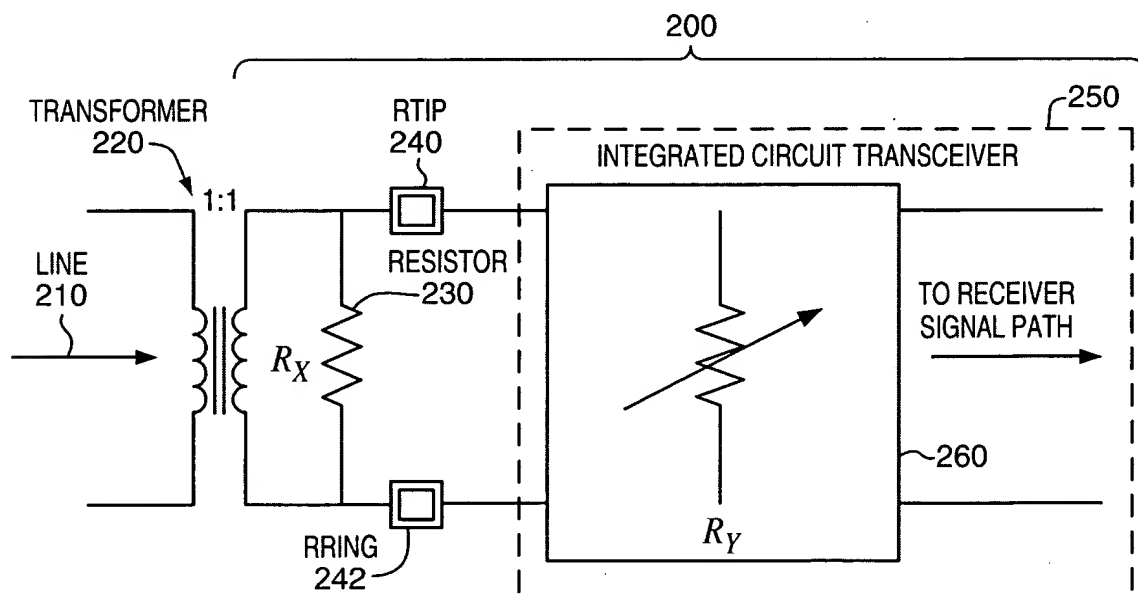 200
TRANSFORMER
220
1:1
RTIP
240
250
INTEGRATED CIRCUIT TRANSCEIVER
LINE
210
RESISTOR
230
R_X
TO RECEIVER
SIGNAL PATH
260
RRING
242
R_Y